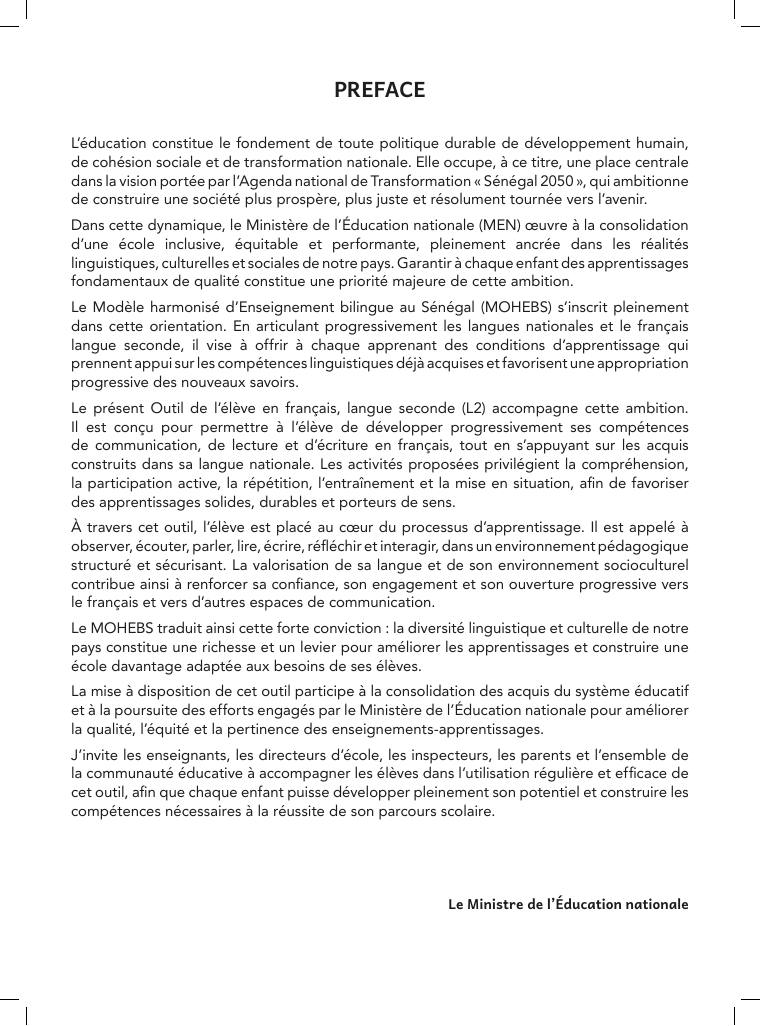 PREFACE
L’éducation constitue le fondement de toute politique durable de développement humain,
de cohésion sociale et de transformation nationale. Elle occupe, à ce titre, une place centrale
dans la vision portée par l’Agenda national de Transformation « Sénégal 2050 », qui ambitionne
de construire une société plus prospère, plus juste et résolument tournée vers l’avenir.
Dans cette dynamique, le Ministère de l’Éducation nationale (MEN) œuvre à la consolidation
d’une école inclusive, équitable et performante, pleinement ancrée dans les réalités
linguistiques, culturelles et sociales de notre pays. Garantir à chaque enfant des apprentissages
fondamentaux de qualité constitue une priorité majeure de cette ambition.
Le Modèle harmonisé d’Enseignement bilingue au Sénégal (MOHEBS) s’inscrit pleinement
dans cette orientation. En articulant progressivement les langues nationales et le français
langue seconde, il vise à offrir à chaque apprenant des conditions d’apprentissage qui
prennent appui sur les compétences linguistiques déjà acquises et favorisent une appropriation
progressive des nouveaux savoirs.
Le présent Outil de l’élève en français, langue seconde (L2) accompagne cette ambition.
Il est conçu pour permettre à l’élève de développer progressivement ses compétences
de communication, de lecture et d’écriture en français, tout en s’appuyant sur les acquis
construits dans sa langue nationale. Les activités proposées privilégient la compréhension,
la participation active, la répétition, l’entraînement et la mise en situation, afin de favoriser
des apprentissages solides, durables et porteurs de sens.
À travers cet outil, l’élève est placé au cœur du processus d’apprentissage. Il est appelé à
observer, écouter, parler, lire, écrire, réfléchir et interagir, dans un environnement pédagogique
structuré et sécurisant. La valorisation de sa langue et de son environnement socioculturel
contribue ainsi à renforcer sa confiance, son engagement et son ouverture progressive vers
le français et vers d’autres espaces de communication.
Le MOHEBS traduit ainsi cette forte conviction : la diversité linguistique et culturelle de notre
pays constitue une richesse et un levier pour améliorer les apprentissages et construire une
école davantage adaptée aux besoins de ses élèves.
La mise à disposition de cet outil participe à la consolidation des acquis du système éducatif
et à la poursuite des efforts engagés par le Ministère de l’Éducation nationale pour améliorer
la qualité, l’équité et la pertinence des enseignements-apprentissages.
J’invite les enseignants, les directeurs d’école, les inspecteurs, les parents et l’ensemble de
la communauté éducative à accompagner les élèves dans l’utilisation régulière et efficace de
cet outil, afin que chaque enfant puisse développer pleinement son potentiel et construire les
compétences nécessaires à la réussite de son parcours scolaire.
Le Ministre de l’Éducation nationale